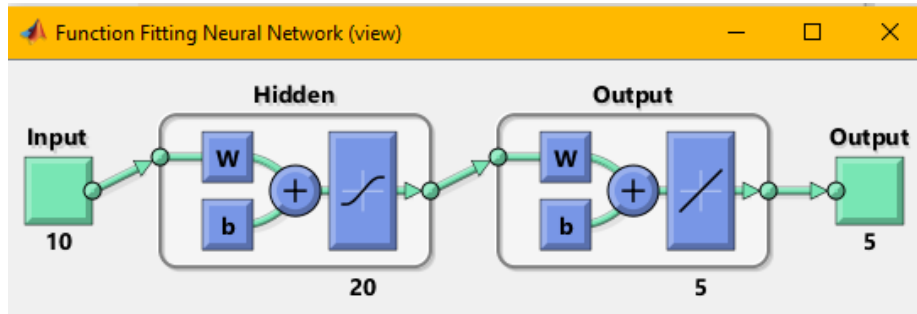 Function Fitting Neural Network (view)
Hidden
Output
Input
Output
W
W
b
b
10
5
20
5